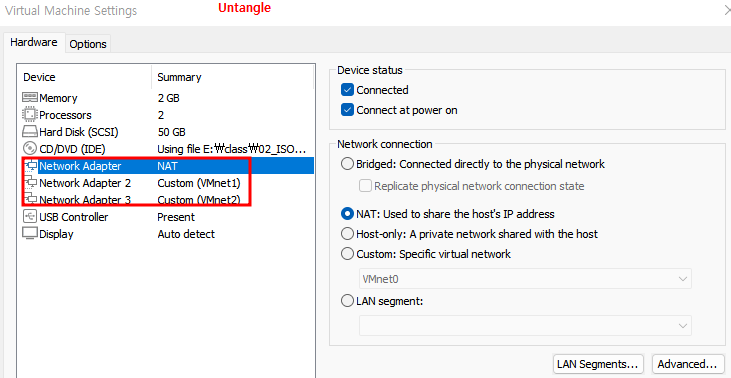 Virtual Machine Settings
Untangle
Hardware
Options
Device Summary
Memory 2 GB
Processors 2
Hard Disk (SCSI) 50 GB
CD/DVD (IDE) Using file E:₩class₩02_ISO...
Network Adapter NAT
Network Adapter 2 Custom (VMnet1)
Network Adapter 3 Custom (VMnet2)
USB Controller Present
Display Auto detect
Device status
Connected
Connect at power on
Network connection
Bridged: Connected directly to the physical network
Replicate physical network connection state
NAT: Used to share the host's IP address
Host-only: A private network shared with the host
Custom: Specific virtual network
VMnet0
LAN segment:
LAN Segments...
Advanced...